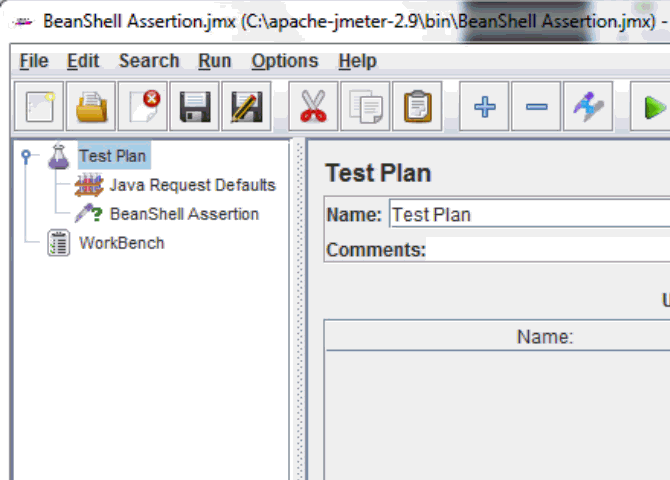 BeanShell Assertion.jmx (C:\apache-jmeter-2.9\bin\BeanShell Assertion.jmx) -
File Edit Search Run Options Help
Test Plan
Java Request Defaults
BeanShell Assertion
WorkBench
Test Plan
Name: Test Plan
Comments:
Name: